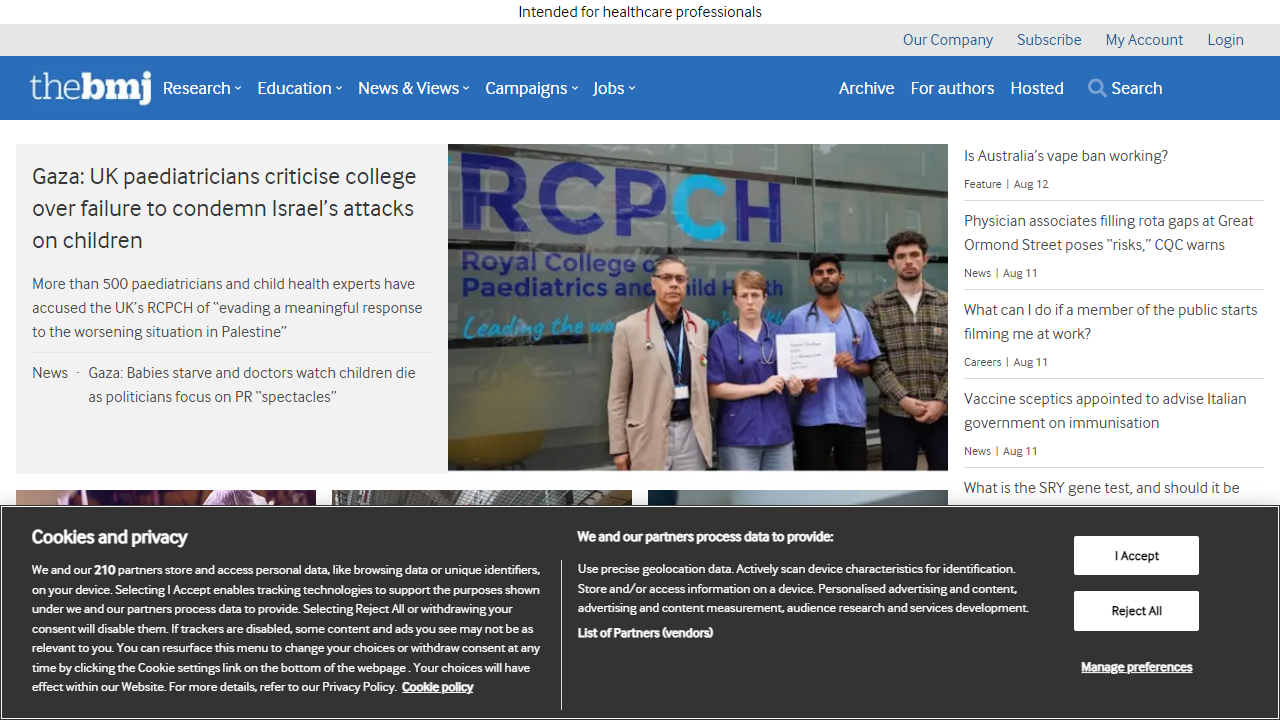 Intended for healthcare professionals
Our Company Subscribe My Account Login
thebmj Research Education News & Views Campaigns Jobs Archive For authors Hosted Search
Gaza: UK paediatricians criticise college
over failure to condemn Israel's attacks
on children
More than 500 paediatricians and child health experts have
accused the UK's RCPCH of "evading a meaningful response
to the worsening situation in Palestine"
News · Gaza: Babies starve and doctors watch children die
as politicians focus on PR "spectacles"
RCPCH
Royal College of
Paediatrics and Child Health
Leading the wa
Is Australia's vape ban working?
Feature | Aug 12
Physician associates filling rota gaps at Great
Ormond Street poses "risks," CQC warns
News | Aug 11
What can I do if a member of the public starts
filming me at work?
Careers | Aug 11
Vaccine sceptics appointed to advise Italian
government on immunisation
News | Aug 11
What is the SRY gene test, and should it be
Cookies and privacy
We and our 210 partners store and access personal data, like browsing data or unique identifiers,
on your device. Selecting I Accept enables tracking technologies to support the purposes shown
under we and our partners process data to provide. Selecting Reject All or withdrawing your
consent will disable them. If trackers are disabled, some content and ads you see may not be as
relevant to you. You can resurface this menu to change your choices or withdraw consent at any
time by clicking the Cookie settings link on the bottom of the webpage . Your choices will have
effect within our Website. For more details, refer to our Privacy Policy. Cookie policy
We and our partners process data to provide:
Use precise geolocation data. Actively scan device characteristics for identification.
Store and/or access information on a device. Personalised advertising and content,
advertising and content measurement, audience research and services development.
List of Partners (vendors)
I Accept
Reject All
Manage preferences